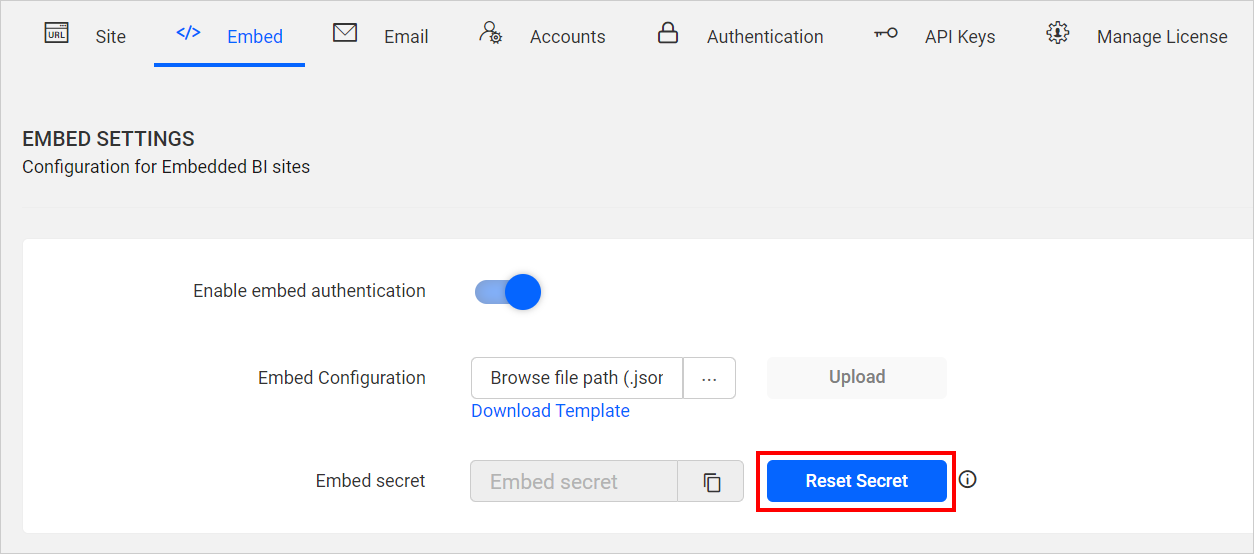 URL Site </> Embed Email Accounts Authentication API Keys Manage License
EMBED SETTINGS
Configuration for Embedded BI sites
Enable embed authentication
Embed Configuration Browse file path (.jsor ... Upload
Download Template
Embed secret Embed secret Reset Secret